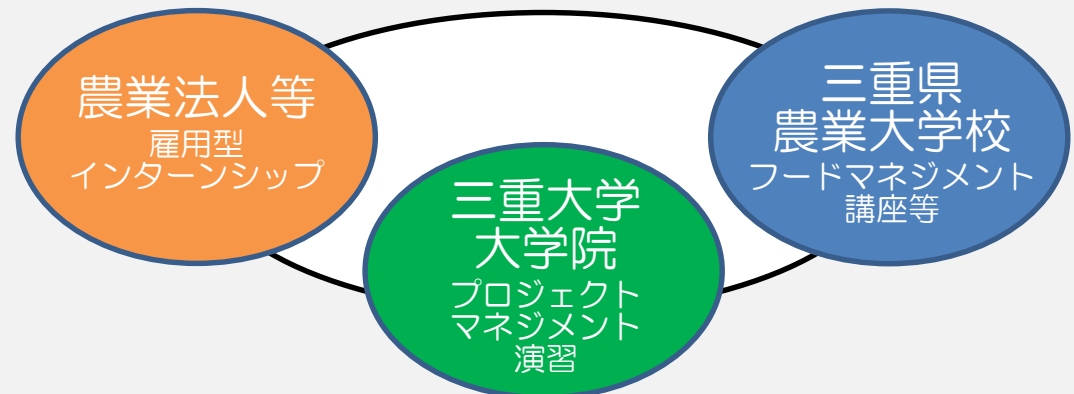 農業法人等
雇用型
インターンシップ
三重大学
大学院
プロジェクト
マネジメント
演習
三重県
農業大学校
フードマネジメント
講座等